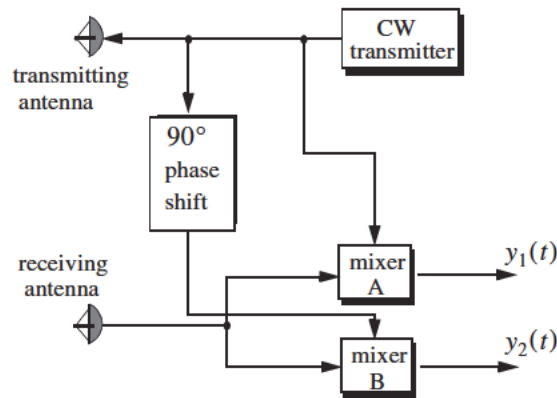 CW
transmitter
transmitting
antenna
90°
phase
shift
receiving
antenna
mixer
A
y₁(t)
mixer
B
y₂(t)